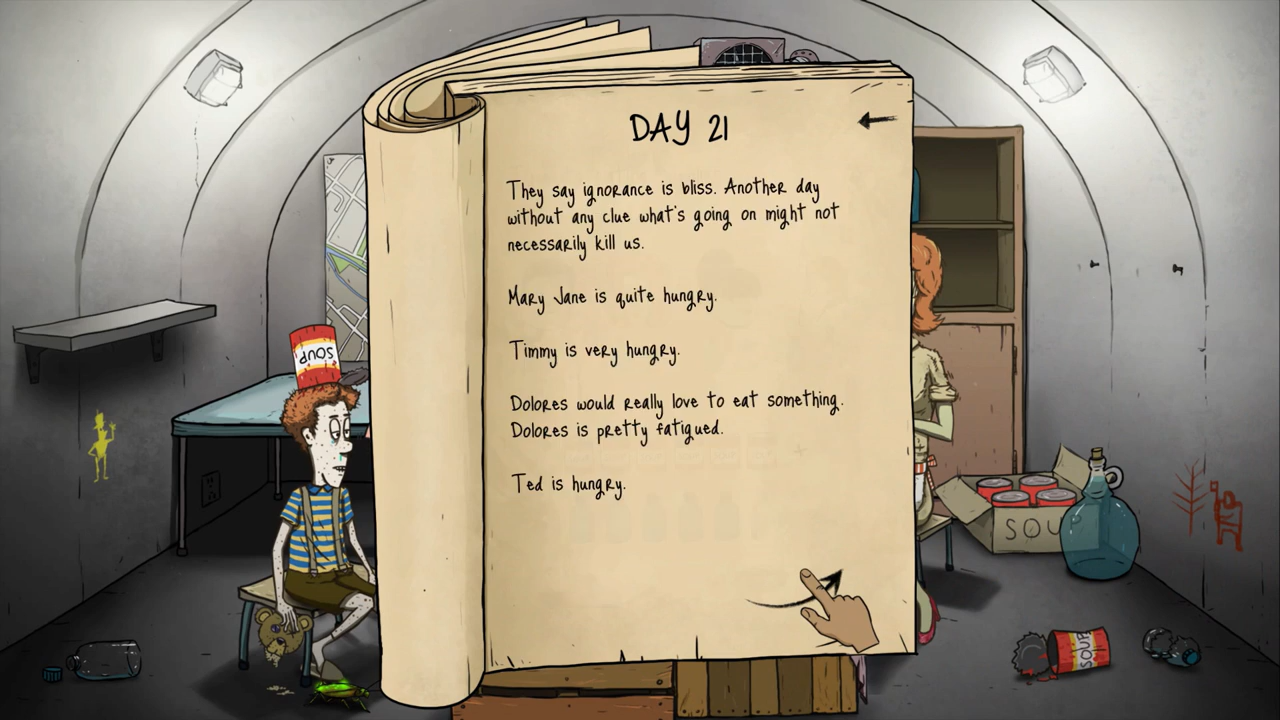 DAY 21
They say ignorance is bliss. Another day
without any clue what's going on might not
necessarily kill us.
Mary Jane is quite hungry.
Timmy is very hungry.
Dolores would really love to eat something.
Dolores is pretty fatigued.
Ted is hungry.
SOUP
SOUP
SOUP